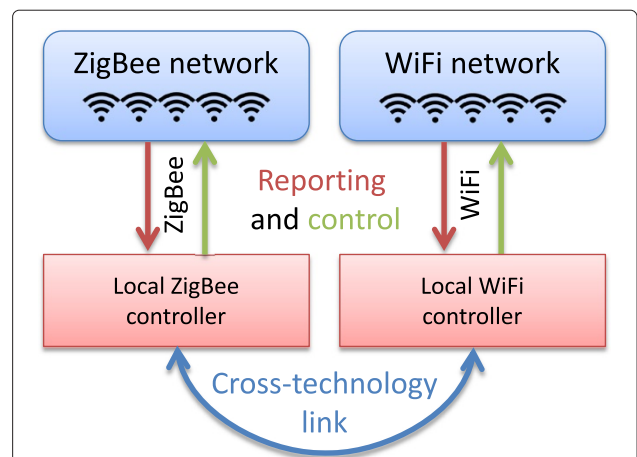 ZigBee network
WiFi network
ZigBee
Reporting
and control
WiFi
Local ZigBee
controller
Local WiFi
controller
Cross-technology
link